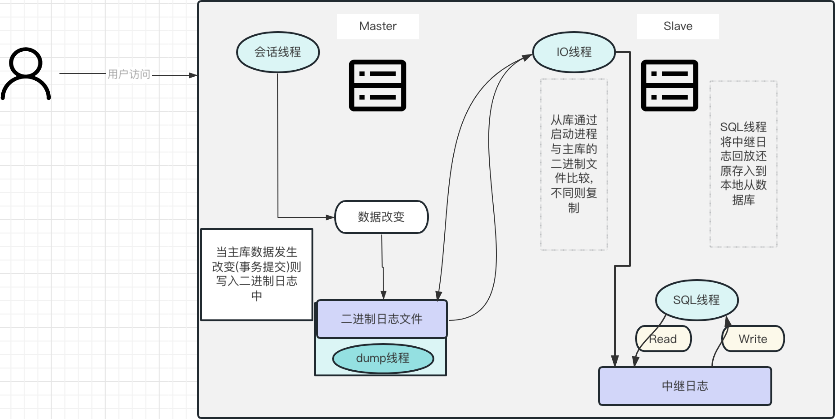 Master
Slave
会话线程
IO线程
用户访问
从库通过
启动进程
与主库的
二进制文
件比较,
不同则复
制
SQL线程
将中继日
志回放还
原存入到
本地从数
据库
数据改变
当主库数据发生
改变(事务提交)则
写入二进制日志
中
二进制日志文件
dump线程
SQL线程
Read
Write
中继日志